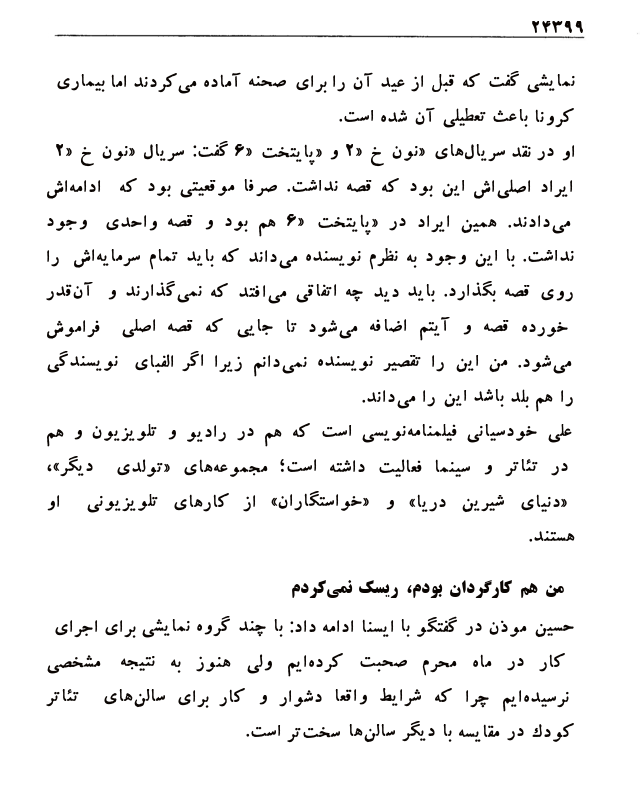 ۲۴۳۹۹
نمایشی گفت که قبل از عید آن را برای صحنه آماده می‌کردند اما بیماری
کرونا باعث تعطیلی آن شده است.
او در نقد سریال‌های «نون خ «۲ و «پایتخت «۶ گفت: سریال «نون خ «۲
ایراد اصلی‌اش این بود که قصه نداشت. صرفا موقعیتی بود که ادامه‌اش
می‌دادند. همین ایراد در «پایتخت «۶ هم بود و قصه واحدی وجود
نداشت. با این وجود به نظرم نویسنده می‌داند که باید تمام سرمایه‌اش را
روی قصه بگذارد. باید دید چه اتفاقی می‌افتد که نمی‌گذارند و آن‌قدر
خورده قصه و آیتم اضافه می‌شود تا جایی که قصه اصلی فراموش
می‌شود. من این را تقصیر نویسنده نمی‌دانم زیرا اگر الفبای نویسندگی
را هم بلد باشد این را می‌داند.
علی خودسیانی فیلمنامه‌نویسی است که هم در رادیو و تلویزیون و هم
در تئاتر و سینما فعالیت داشته است؛ مجموعه‌های «تولدی دیگر»،
«دنیای شیرین دریا» و «خواستگاران» از کارهای تلویزیونی او
هستند.
من هم کارگردان بودم، ریسک نمی‌کردم
حسین موذن در گفتگو با ایسنا ادامه داد: با چند گروه نمایشی برای اجرای
کار در ماه محرم صحبت کرده‌ایم ولی هنوز به نتیجه مشخصی
نرسیده‌ایم چرا که شرایط واقعا دشوار و کار برای سالن‌های تئاتر
کودک در مقایسه با دیگر سالن‌ها سخت‌تر است.